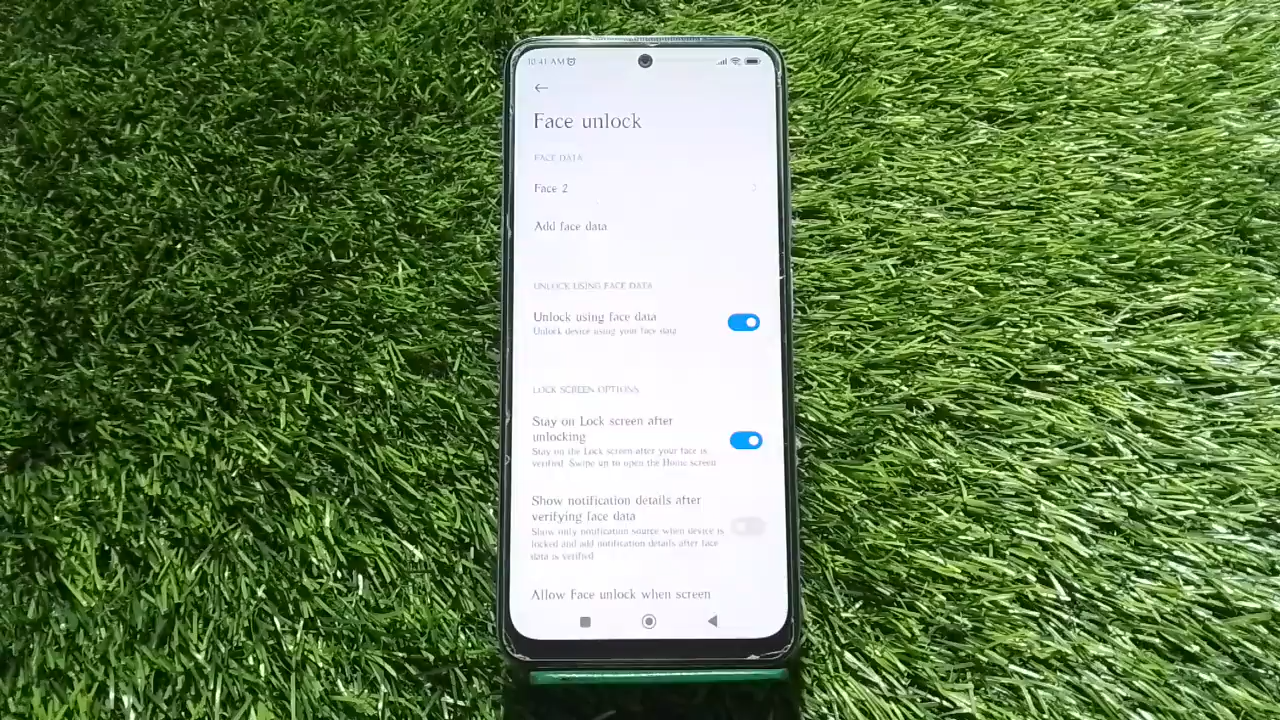 10:41 AM
Face unlock
FACE DATA
Face 2
Add face data
UNLOCK USING FACE DATA
Unlock using face data
Unlock device using your face data
LOCK SCREEN OPTIONS
Stay on Lock screen after
unlocking
Stay on the Lock screen after your face is
verified. Swipe up to open the Home screen
Show notification details after
verifying face data
Show only notification source when device is
locked and add notification details after face
data is verified
Allow Face unlock when screen